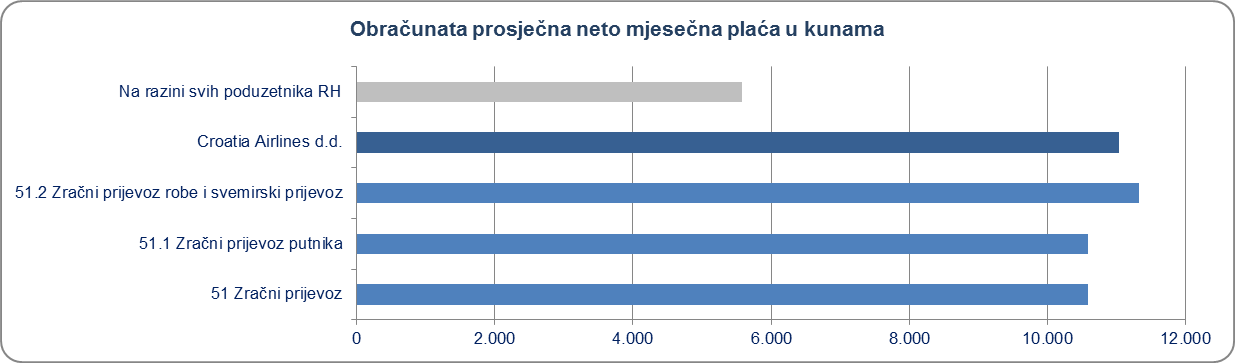 Obračunata prosječna neto mjesečna plaća u kunama
Na razini svih poduzetnika RH
Croatia Airlines d.d.
51.2 Zračni prijevoz robe i svemirski prijevoz
51.1 Zračni prijevoz putnika
51 Zračni prijevoz
0 2.000 4.000 6.000 8.000 10.000 12.000